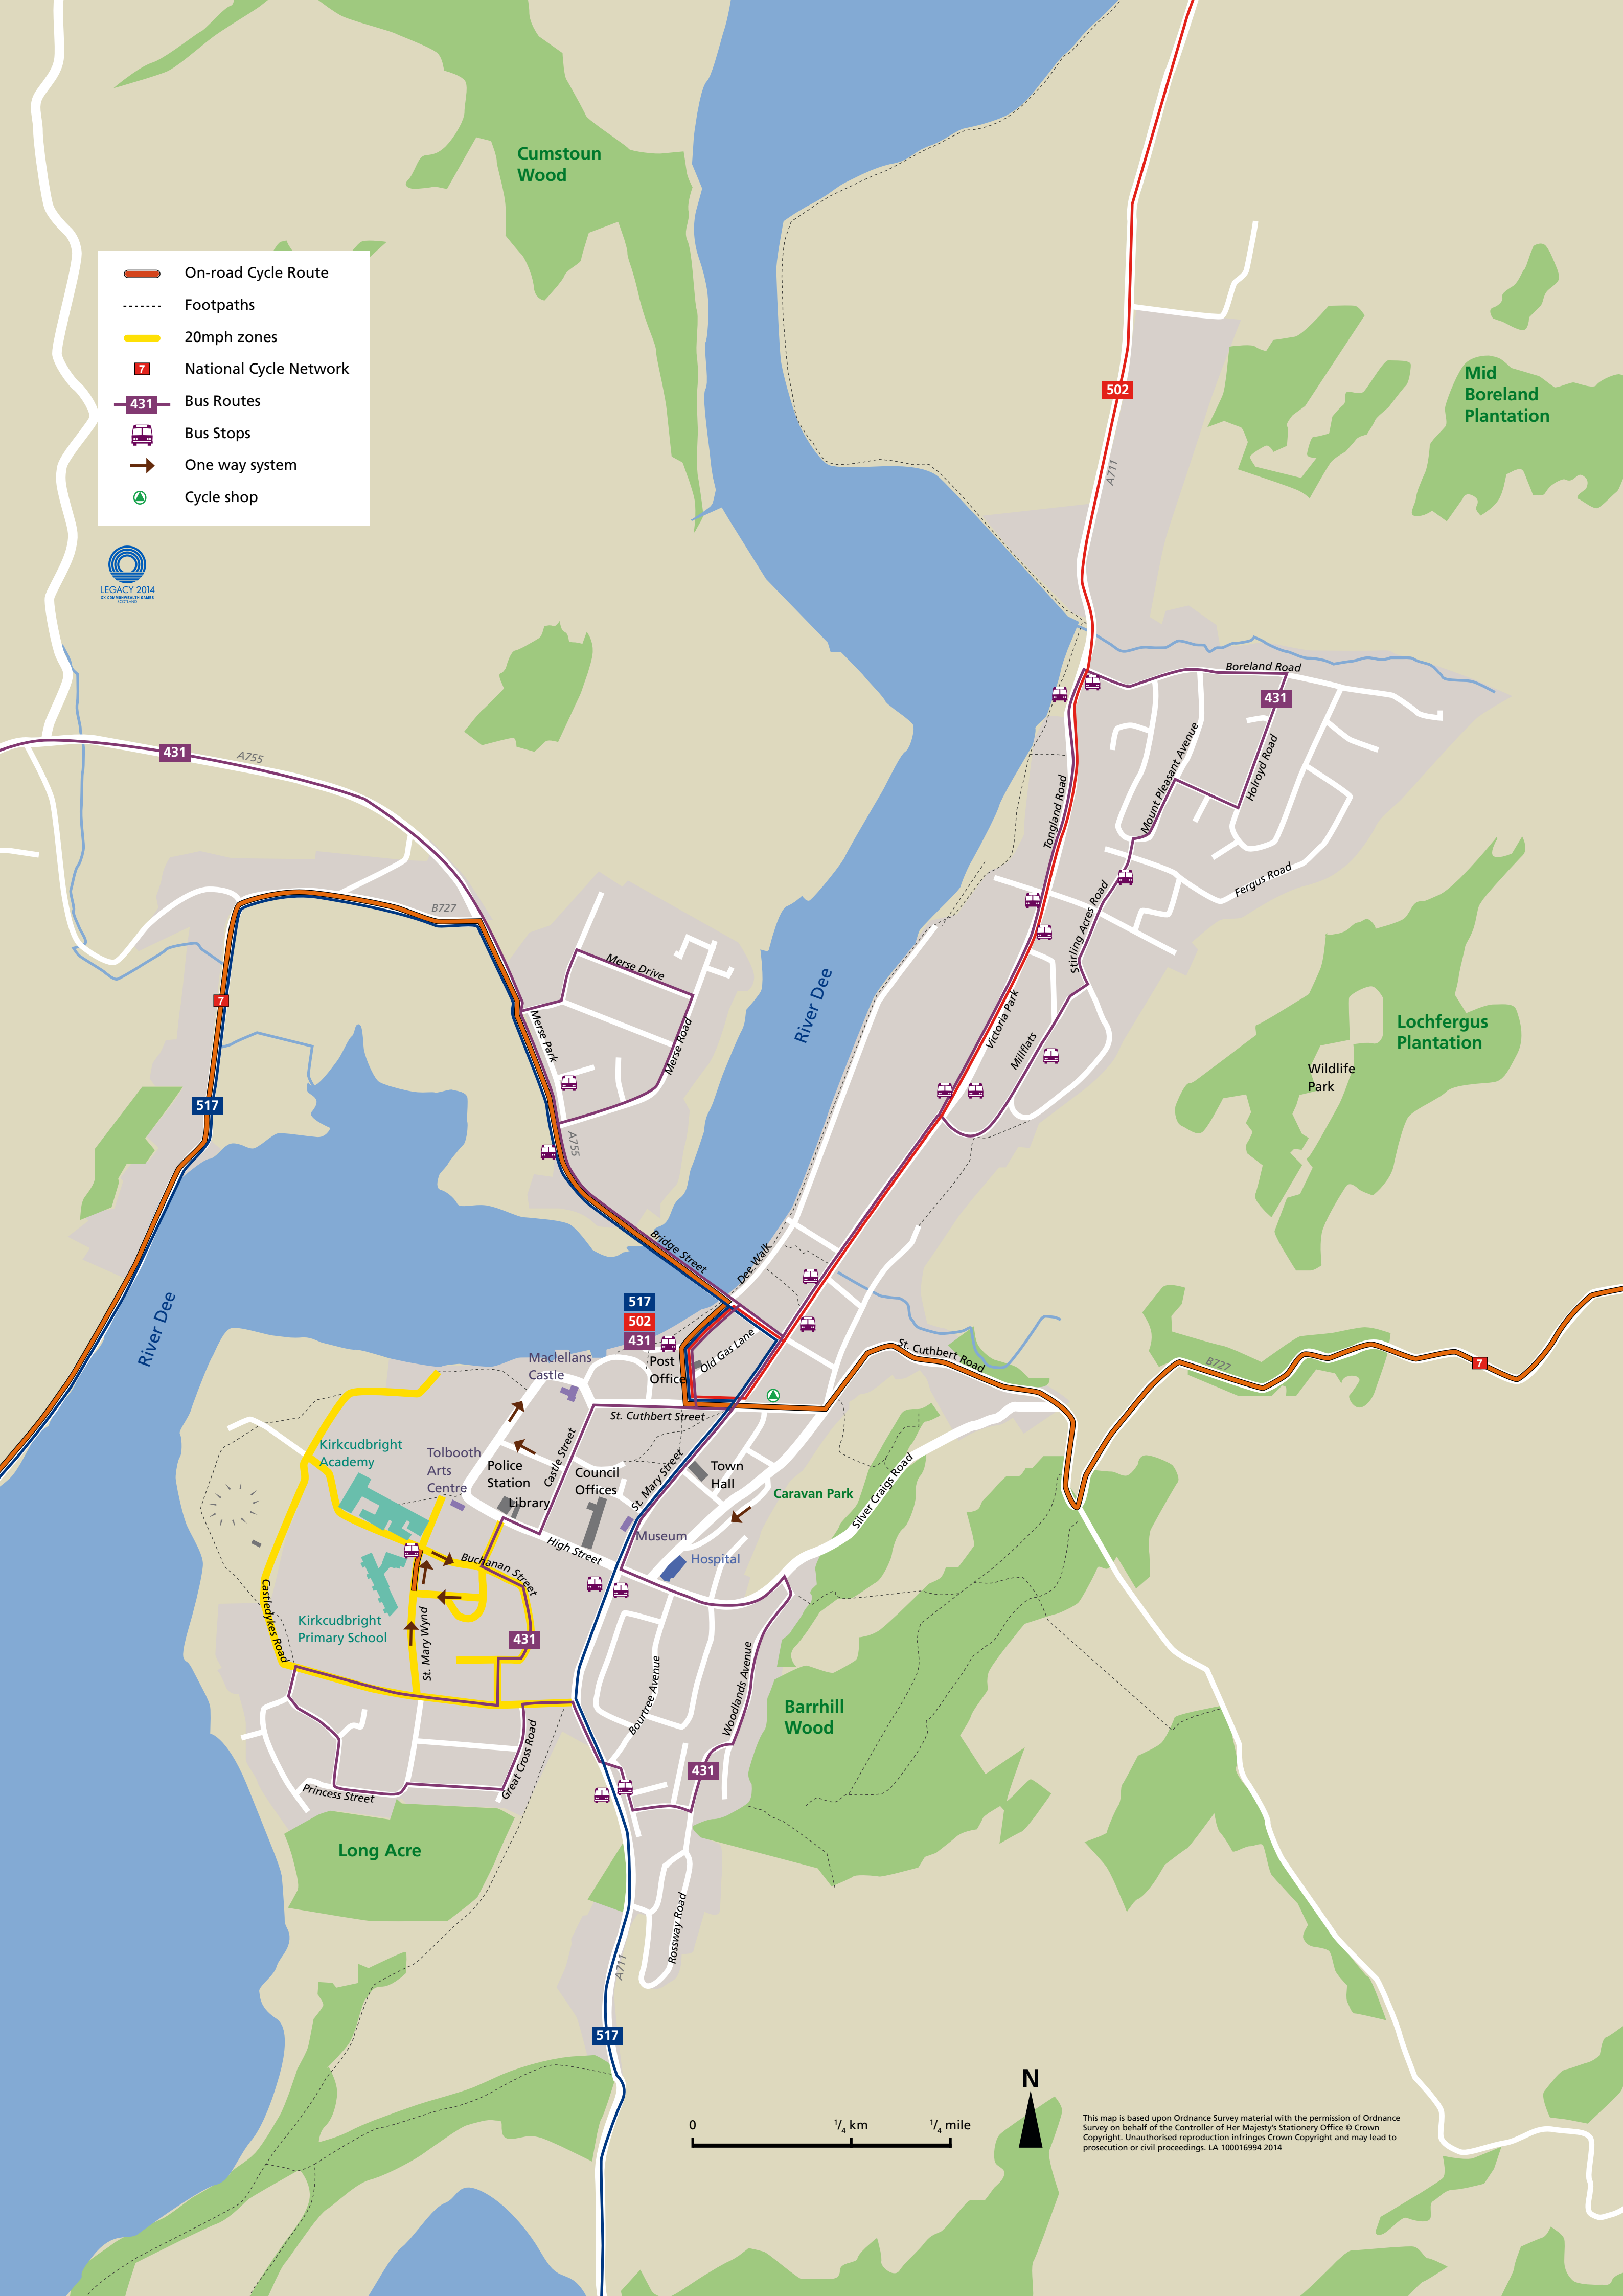 Cumstoun
Wood
On-road Cycle Route
Footpaths
20mph zones
7
National Cycle Network
431
Bus Routes
Bus Stops
One way system
Cycle shop
LEGACY 2014
XX COMMONWEALTH GAMES
SCOTLAND
502
A711
Mid
Boreland
Plantation
Boreland Road
431
431
A755
Mount Pleasant Avenue
Holroyd Road
Tongland Road
Fergus Road
B727
Stirling Acres Road
Merse Drive
River Dee
7
Merse Park
Merse Road
Victoria Park
Millflats
Lochfergus
Plantation
Wildlife
Park
517
A755
Bridge Street
Dee Walk
River Dee
517
502
431
Old Gas Lane
St. Cuthbert Road
B727
7
Maclellans
Castle
Post
Office
St. Cuthbert Street
Kirkcudbright
Academy
Tolbooth
Arts
Centre
Police
Station
Castle Street
Library
Council
Offices
St. Mary Street
Town
Hall
Caravan Park
Silver Craigs Road
High Street
Museum
Hospital
Buchanan Street
Castledykes Road
Kirkcudbright
Primary School
St. Mary Wynd
431
Bourtree Avenue
Woodlands Avenue
Barrhill
Wood
Great Cross Road
431
Princess Street
Long Acre
Rossway Road
A711
517
N
0
1/4 km
1/4 mile
This map is based upon Ordnance Survey material with the permission of Ordnance
Survey on behalf of the Controller of Her Majesty's Stationery Office © Crown
Copyright. Unauthorised reproduction infringes Crown Copyright and may lead to
prosecution or civil proceedings. LA 100016994 2014